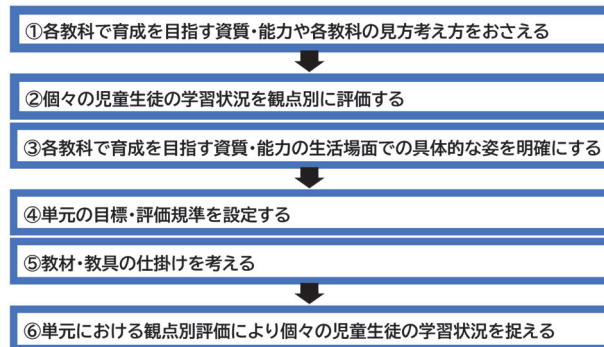 ①各教科で育成を目指す資質・能力や各教科の見方考え方をおさえる
②個々の児童生徒の学習状況を観点別に評価する
③各教科で育成を目指す資質・能力の生活場面での具体的な姿を明確にする
④単元の目標・評価規準を設定する
⑤教材・教具の仕掛けを考える
⑥単元における観点別評価により個々の児童生徒の学習状況を捉える